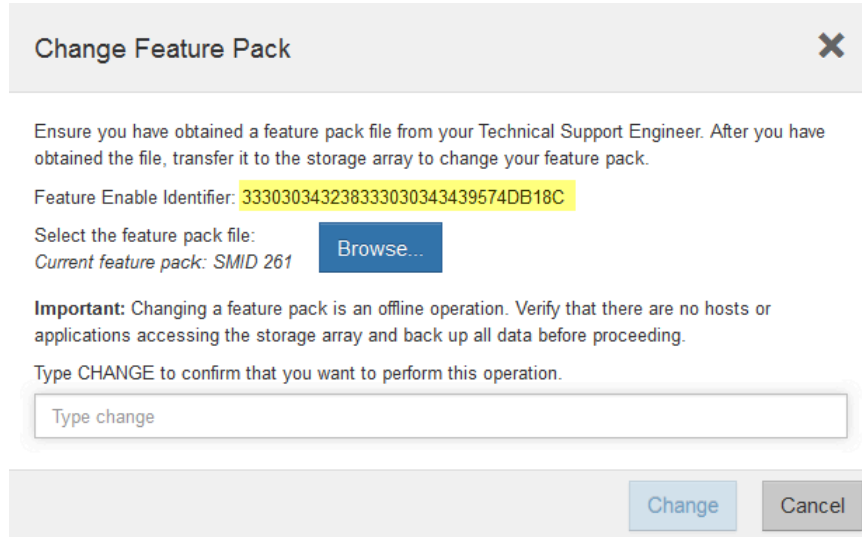 Change Feature Pack
Ensure you have obtained a feature pack file from your Technical Support Engineer. After you have
obtained the file, transfer it to the storage array to change your feature pack.
Feature Enable Identifier: 333030343238333030343439574DB18C
Select the feature pack file:
Current feature pack: SMID 261
Browse...
Important: Changing a feature pack is an offline operation. Verify that there are no hosts or
applications accessing the storage array and back up all data before proceeding.
Type CHANGE to confirm that you want to perform this operation.
Type change
Change
Cancel